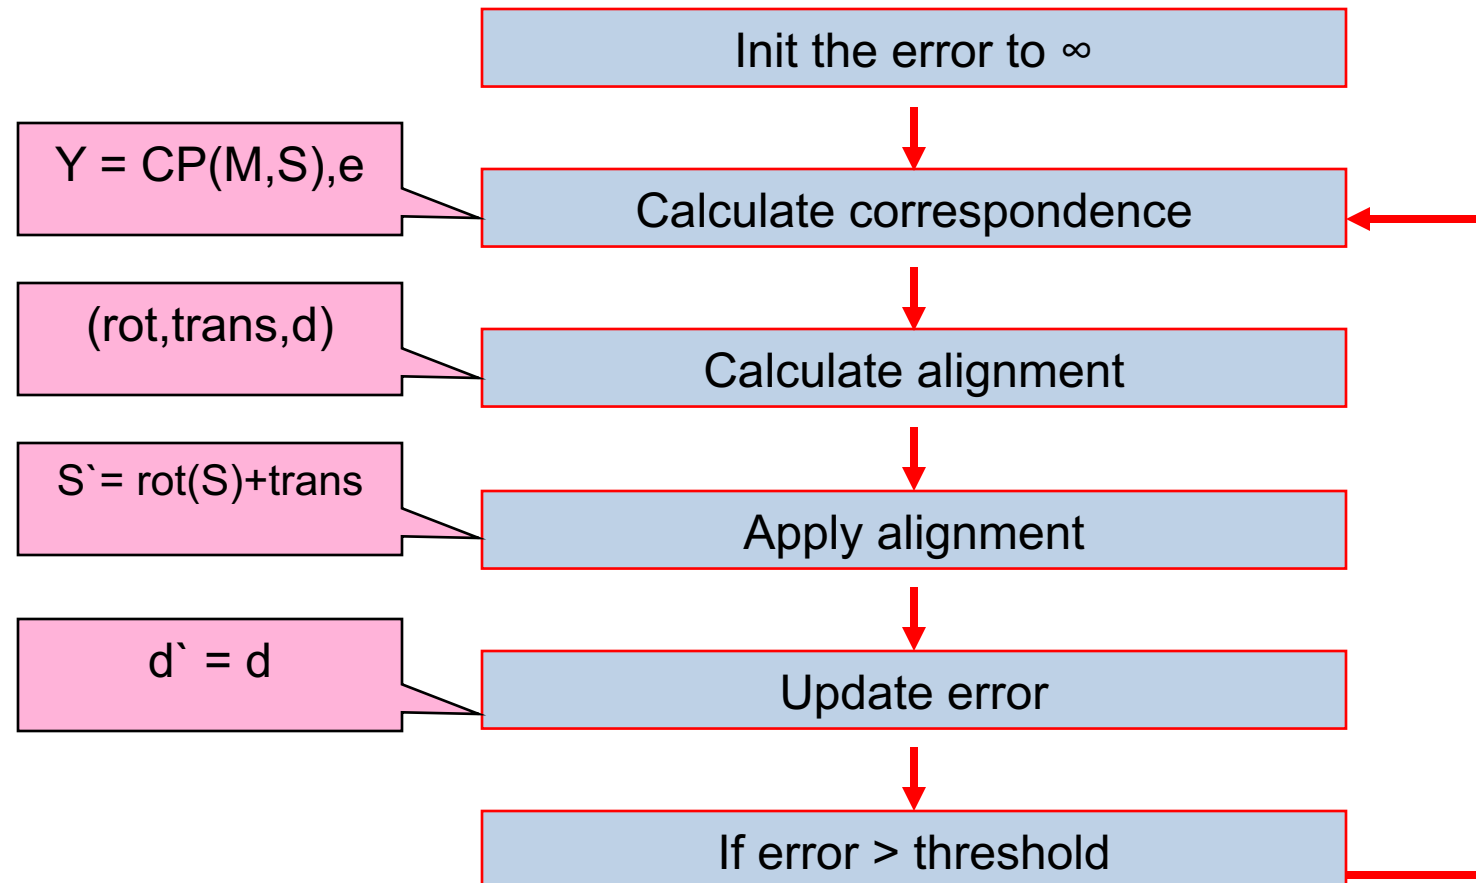 Init the error to ∞
Y = CP(M,S),e
Calculate correspondence
(rot,trans,d)
Calculate alignment
S`= rot(S)+trans
Apply alignment
d` = d
Update error
If error > threshold